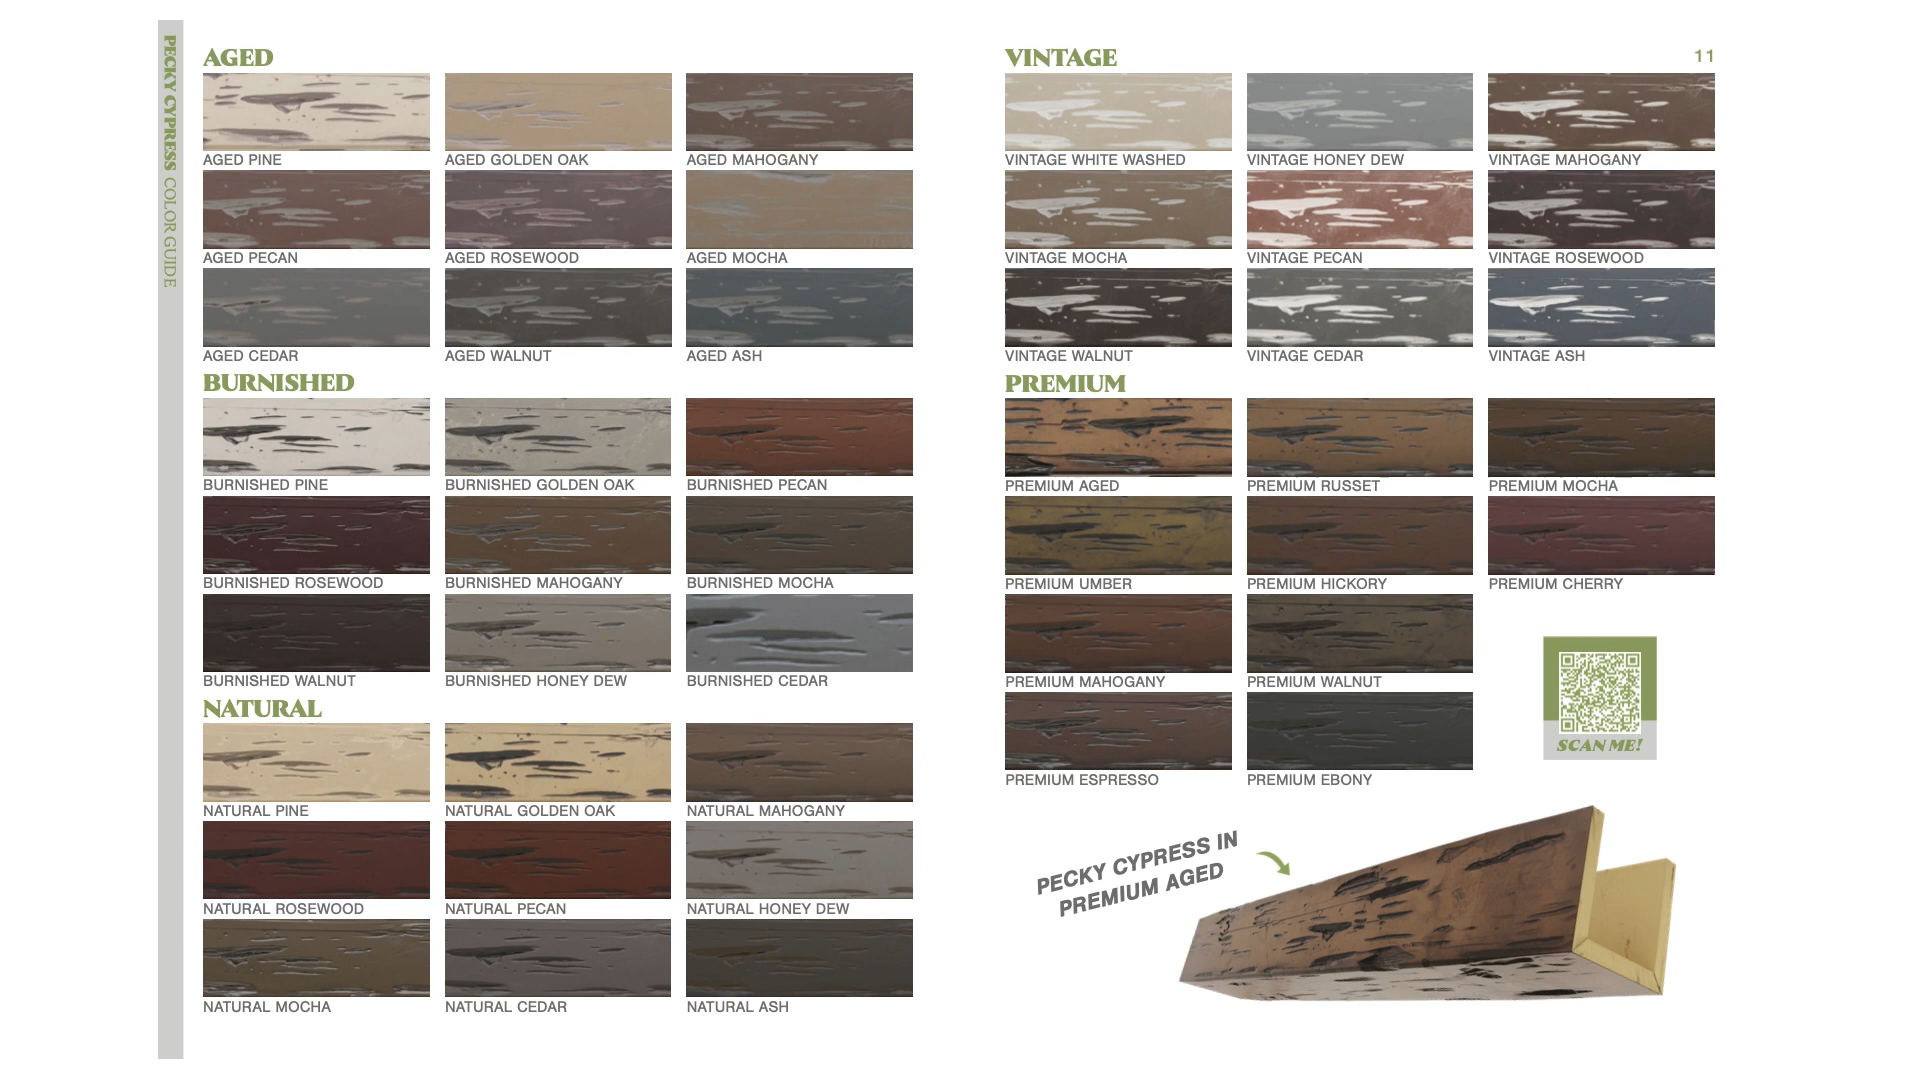 PECKY CYPRESS COLOR GUIDE
AGED
AGED PINE
AGED GOLDEN OAK
AGED MAHOGANY
AGED PECAN
AGED ROSEWOOD
AGED MOCHA
AGED CEDAR
AGED WALNUT
AGED ASH
BURNISHED
BURNISHED PINE
BURNISHED GOLDEN OAK
BURNISHED PECAN
BURNISHED ROSEWOOD
BURNISHED MAHOGANY
BURNISHED MOCHA
BURNISHED WALNUT
BURNISHED HONEY DEW
BURNISHED CEDAR
NATURAL
NATURAL PINE
NATURAL GOLDEN OAK
NATURAL MAHOGANY
NATURAL ROSEWOOD
NATURAL PECAN
NATURAL HONEY DEW
NATURAL MOCHA
NATURAL CEDAR
NATURAL ASH
VINTAGE
11
VINTAGE WHITE WASHED
VINTAGE HONEY DEW
VINTAGE MAHOGANY
VINTAGE MOCHA
VINTAGE PECAN
VINTAGE ROSEWOOD
VINTAGE WALNUT
VINTAGE CEDAR
VINTAGE ASH
PREMIUM
PREMIUM AGED
PREMIUM RUSSET
PREMIUM MOCHA
PREMIUM UMBER
PREMIUM HICKORY
PREMIUM CHERRY
PREMIUM MAHOGANY
PREMIUM WALNUT
PREMIUM ESPRESSO
PREMIUM EBONY
SCAN ME!
PECKY CYPRESS IN
PREMIUM AGED